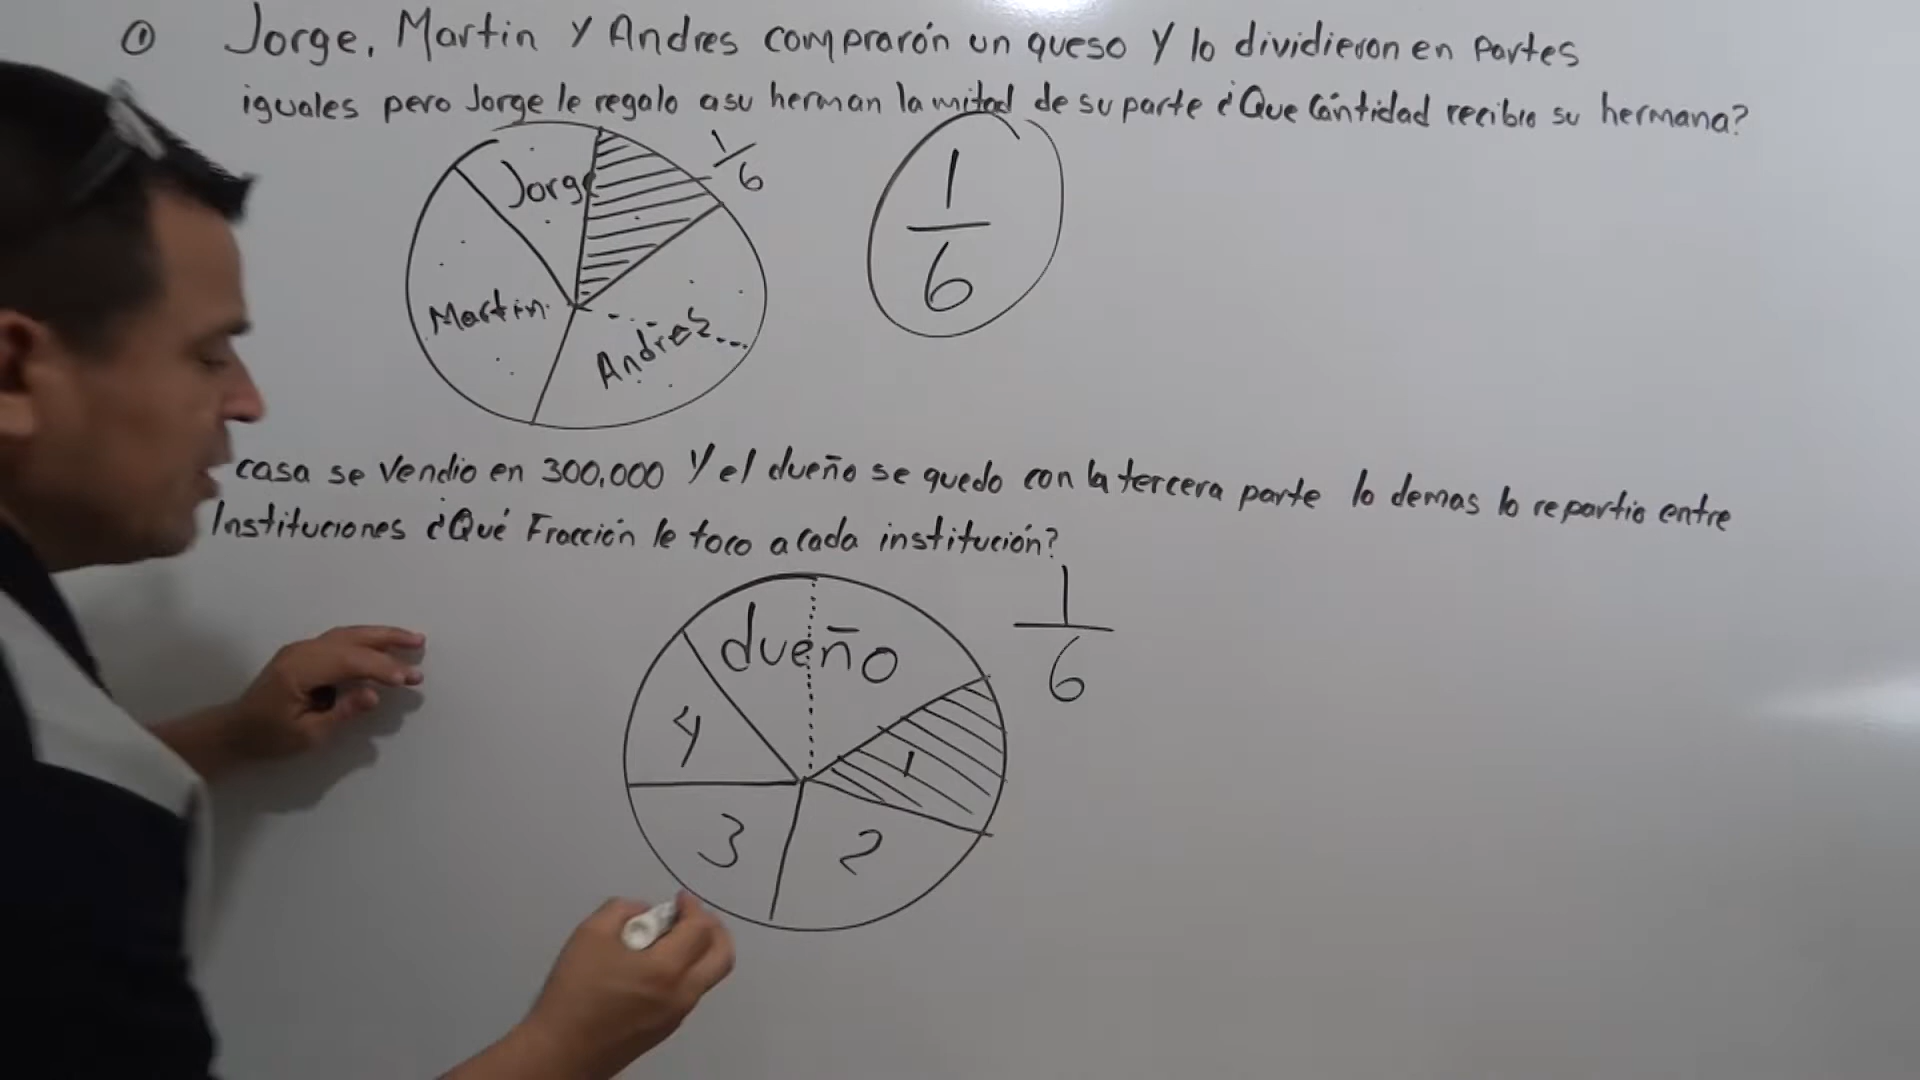 ① Jorge, Martin y Andres comprarón un queso y lo dividieron en partes
iguales pero Jorge le regalo a su herman la mitad de su parte ¿Que Cántidad recibio su hermana?
Jorge
1/6
1/6
Martin
Andres
casa se vendio en 300,000 y el dueño se quedo con la tercera parte lo demas lo repartio entre
Instituciones ¿Qué Fracción le toco a cada institución?
1/6
dueño
4
1
3
2